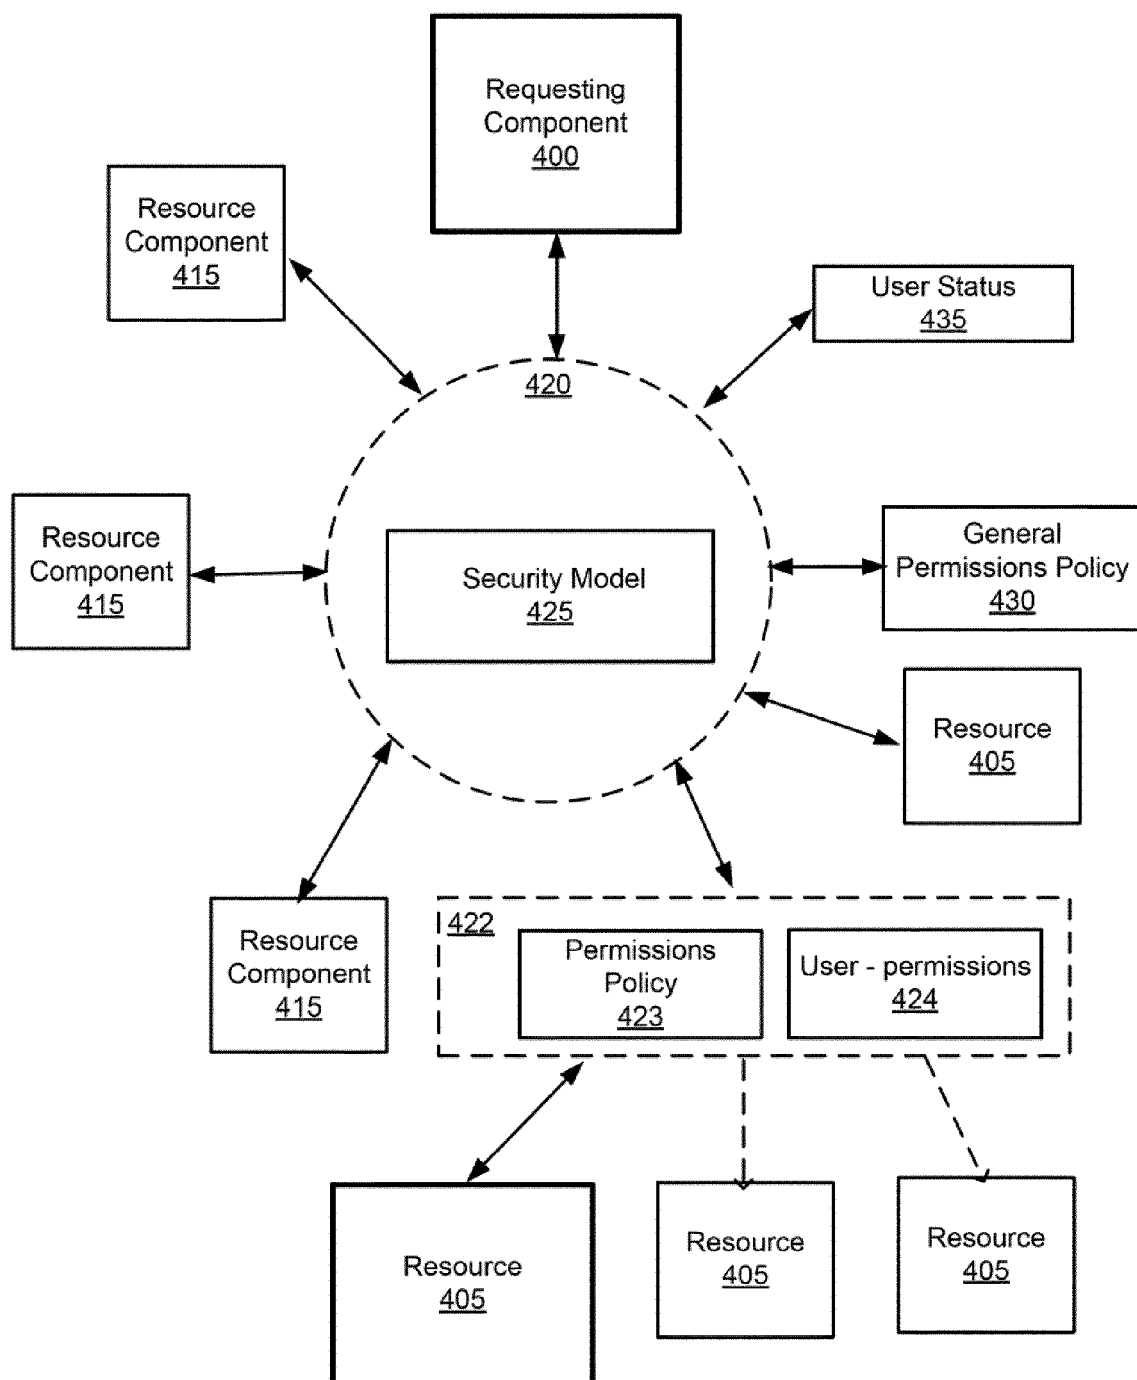 Requesting
Component
400
Resource
Component
415
User Status
435
420
Resource
Component
415
Security Model
425
General
Permissions Policy
430
Resource
405
Resource
Component
415
422
Permissions
Policy
423
User - permissions
424
Resource
405
Resource
405
Resource
405